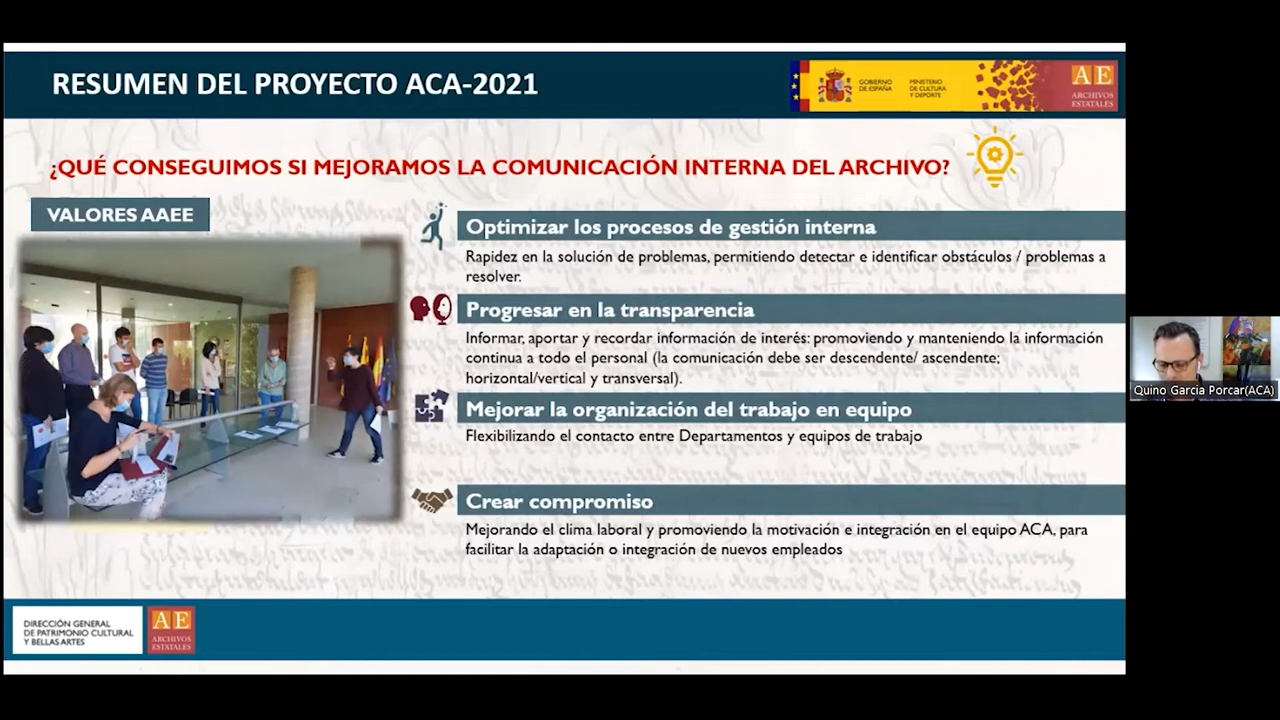 RESUMEN DEL PROYECTO ACA-2021
GOBIERNO
DE ESPAÑA
MINISTERIO
DE CULTURA
Y DEPORTE
AE
ARCHIVOS
ESTATALES
¿QUÉ CONSEGUIMOS SI MEJORAMOS LA COMUNICACIÓN INTERNA DEL ARCHIVO?
VALORES AAEE
Optimizar los procesos de gestión interna
Rapidez en la solución de problemas, permitiendo detectar e identificar obstáculos / problemas a
resolver.
Progresar en la transparencia
Informar, aportar y recordar información de interés: promoviendo y manteniendo la información
continua a todo el personal (la comunicación debe ser descendente/ ascendente;
horizontal/vertical y transversal).
Mejorar la organización del trabajo en equipo
Flexibilizando el contacto entre Departamentos y equipos de trabajo
Crear compromiso
Mejorando el clima laboral y promoviendo la motivación e integración en el equipo ACA, para
facilitar la adaptación o integración de nuevos empleados
Quino Garcia Porcar(ACA)
DIRECCIÓN GENERAL
DE PATRIMONIO CULTURAL
Y BELLAS ARTES
AE
ARCHIVOS
ESTATALES